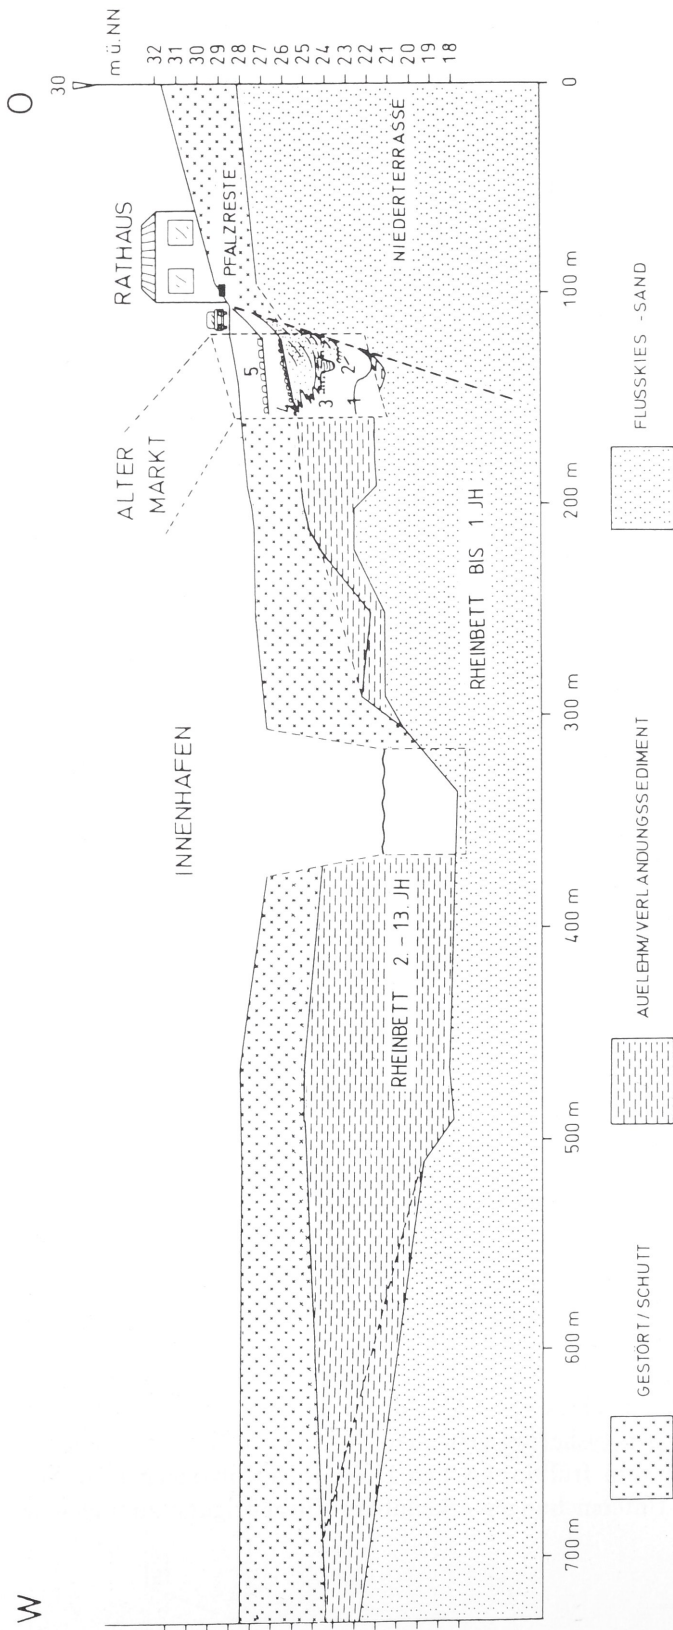 W
O
30
m ü.NN
32
31
30
29
28
27
26
25
24
23
22
21
20
19
18
RATHAUS
ALTER
MARKT
INNENHAFEN
PFALZRESTE
NIEDERTERRASSE
5
4
3
2
1
RHEINBETT BIS 1 JH
RHEINBETT 2.-13 JH
700 m
600 m
500 m
400 m
300 m
200 m
100 m
0
GESTÖRT/SCHUTT
AUELEHM/VERLANDUNGSSEDIMENT
FLUSSKIES -SAND